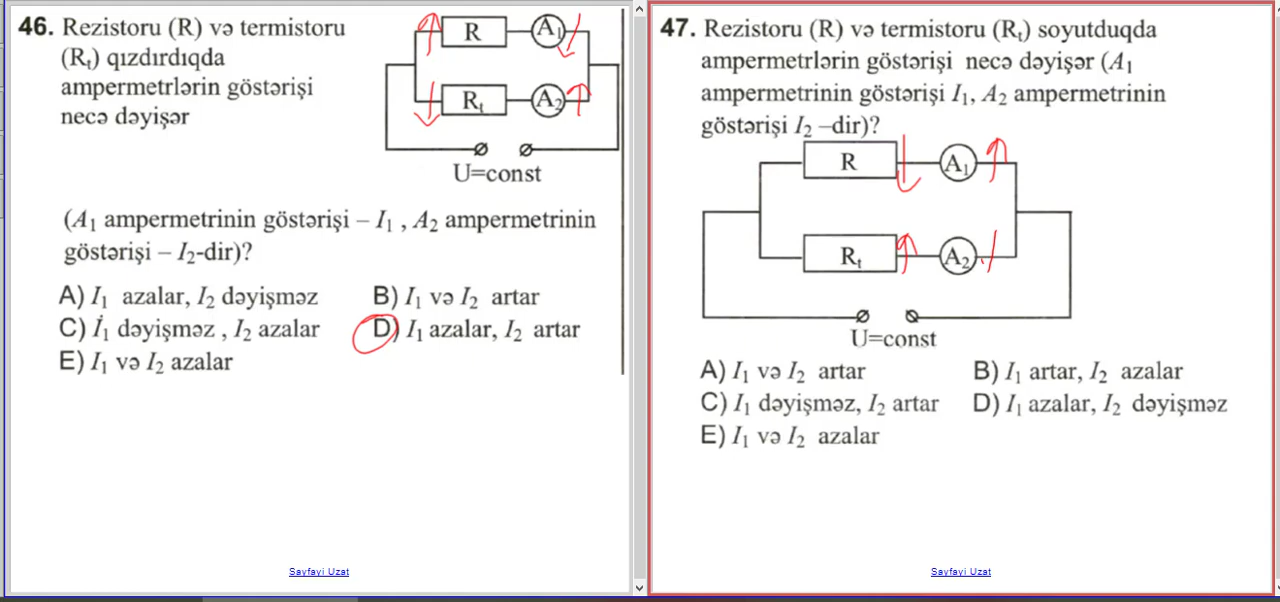 46. Rezistoru (R) və termistoru
(Rt) qızdırdıqda
ampermetrlərin göstərişi
necə dəyişər
R
A1
Rt
A2
U=const
(A1 ampermetrinin göstərişi – I1 , A2 ampermetrinin
göstərişi – I2-dir)?
A) I1 azalar, I2 dəyişməz
B) I1 və I2 artar
C) I1 dəyişməz , I2 azalar
D) I1 azalar, I2 artar
E) I1 və I2 azalar
Sayfayi Uzat
47. Rezistoru (R) və termistoru (Rt) soyutduqda
ampermetrlərin göstərişi necə dəyişər (A1
ampermetrinin göstərişi I1, A2 ampermetrinin
göstərişi I2 –dir)?
R
A1
Rt
A2
U=const
A) I1 və I2 artar
B) I1 artar, I2 azalar
C) I1 dəyişməz, I2 artar
D) I1 azalar, I2 dəyişməz
E) I1 və I2 azalar
Sayfayi Uzat